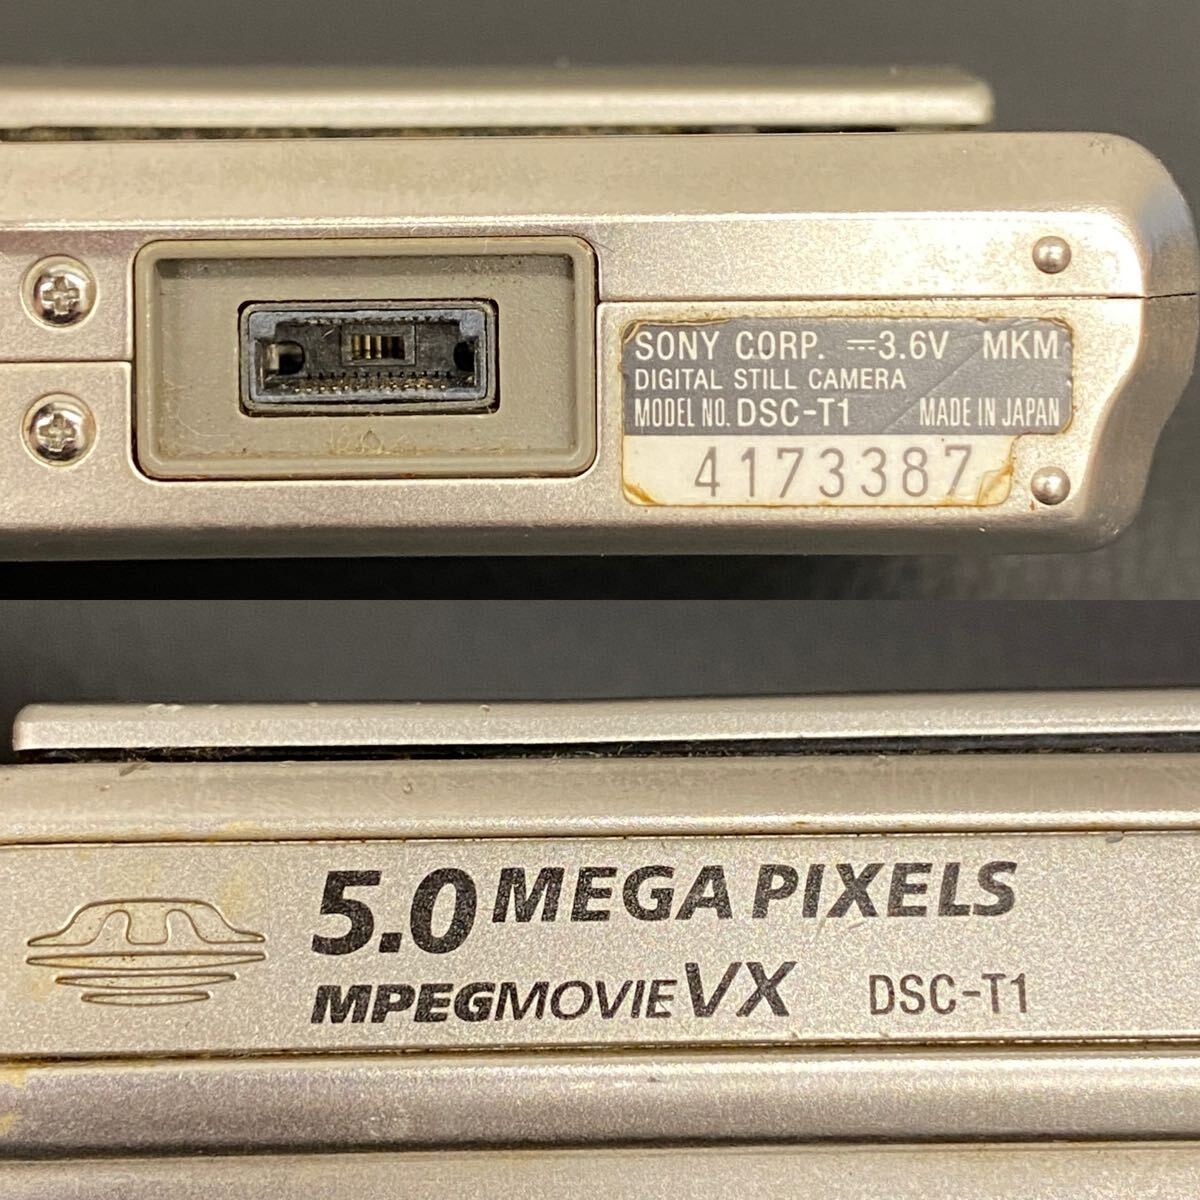 SONY CORP. ⎓3.6V MKM
DIGITAL STILL CAMERA
MODEL NO. DSC-T1 MADE IN JAPAN
4173387
5.0 MEGA PIXELS
MPEGMOVIE VX DSC-T1